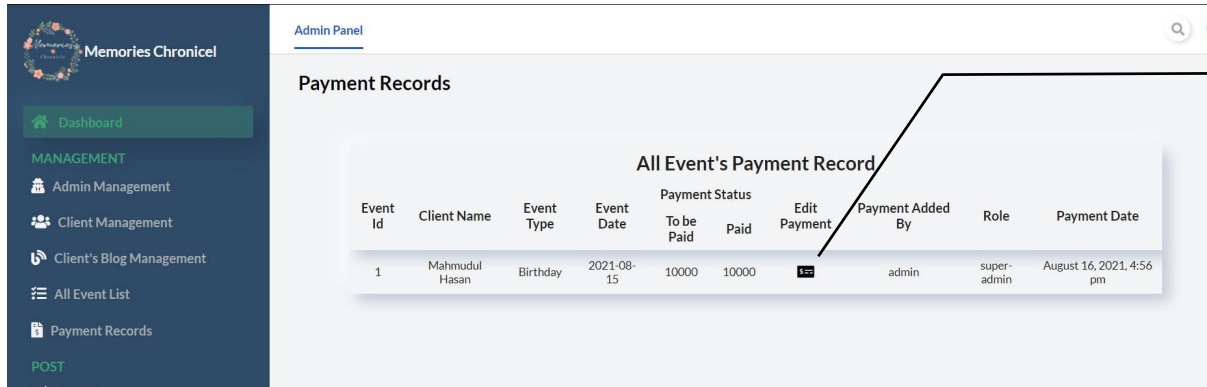 Memories
Chronicle
Memories Chronicel
Admin Panel
Payment Records
Dashboard
MANAGEMENT
Admin Management
Client Management
Client's Blog Management
All Event List
Payment Records
POST
All Event's Payment Record
Event Id Client Name Event Type Event Date Payment Status To be Paid Paid Edit Payment Payment Added By Role Payment Date
1 Mahmudul Hasan Birthday 2021-08-15 10000 10000 admin super-admin August 16, 2021, 4:56 pm